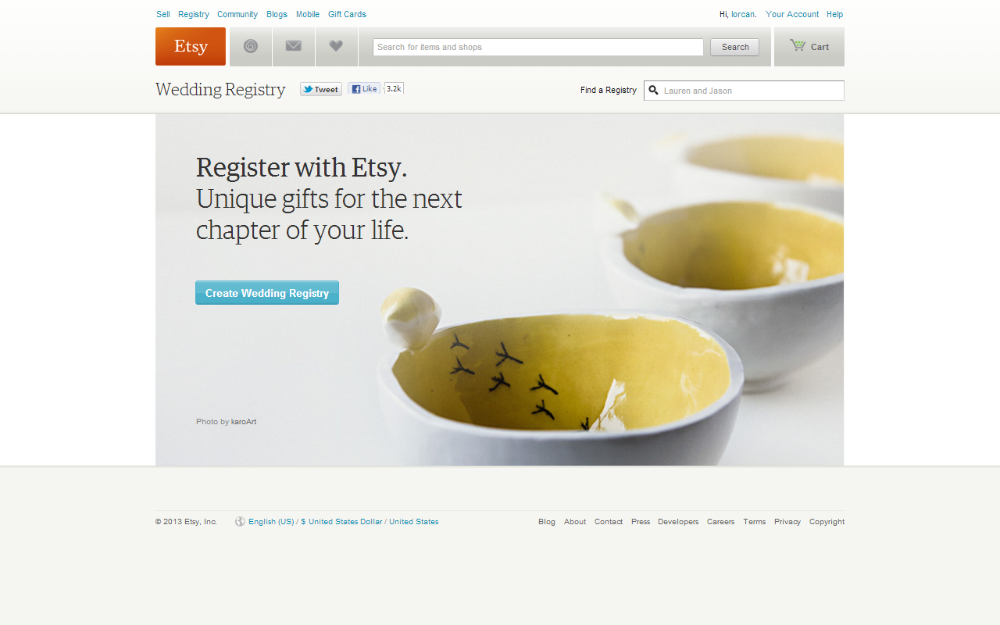 Sell Registry Community Blogs Mobile Gift Cards
Hi, lorcan. Your Account Help
Etsy
Search for items and shops
Search
Cart
Wedding Registry
Tweet
Like
3.2k
Find a Registry
Lauren and Jason
Register with Etsy.
Unique gifts for the next
chapter of your life.
Create Wedding Registry
Photo by karoArt
© 2013 Etsy, Inc.
English (US) / $ United States Dollar / United States
Blog About Contact Press Developers Careers Terms Privacy Copyright